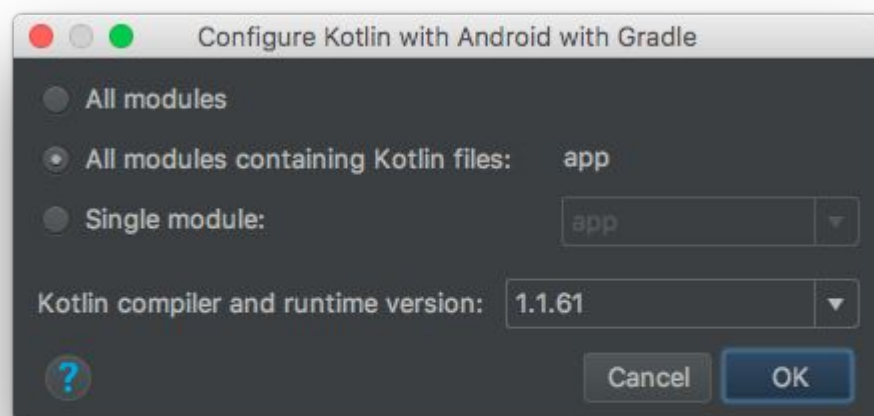 Configure Kotlin with Android with Gradle
All modules
All modules containing Kotlin files: app
Single module: app
Kotlin compiler and runtime version: 1.1.61
? Cancel OK